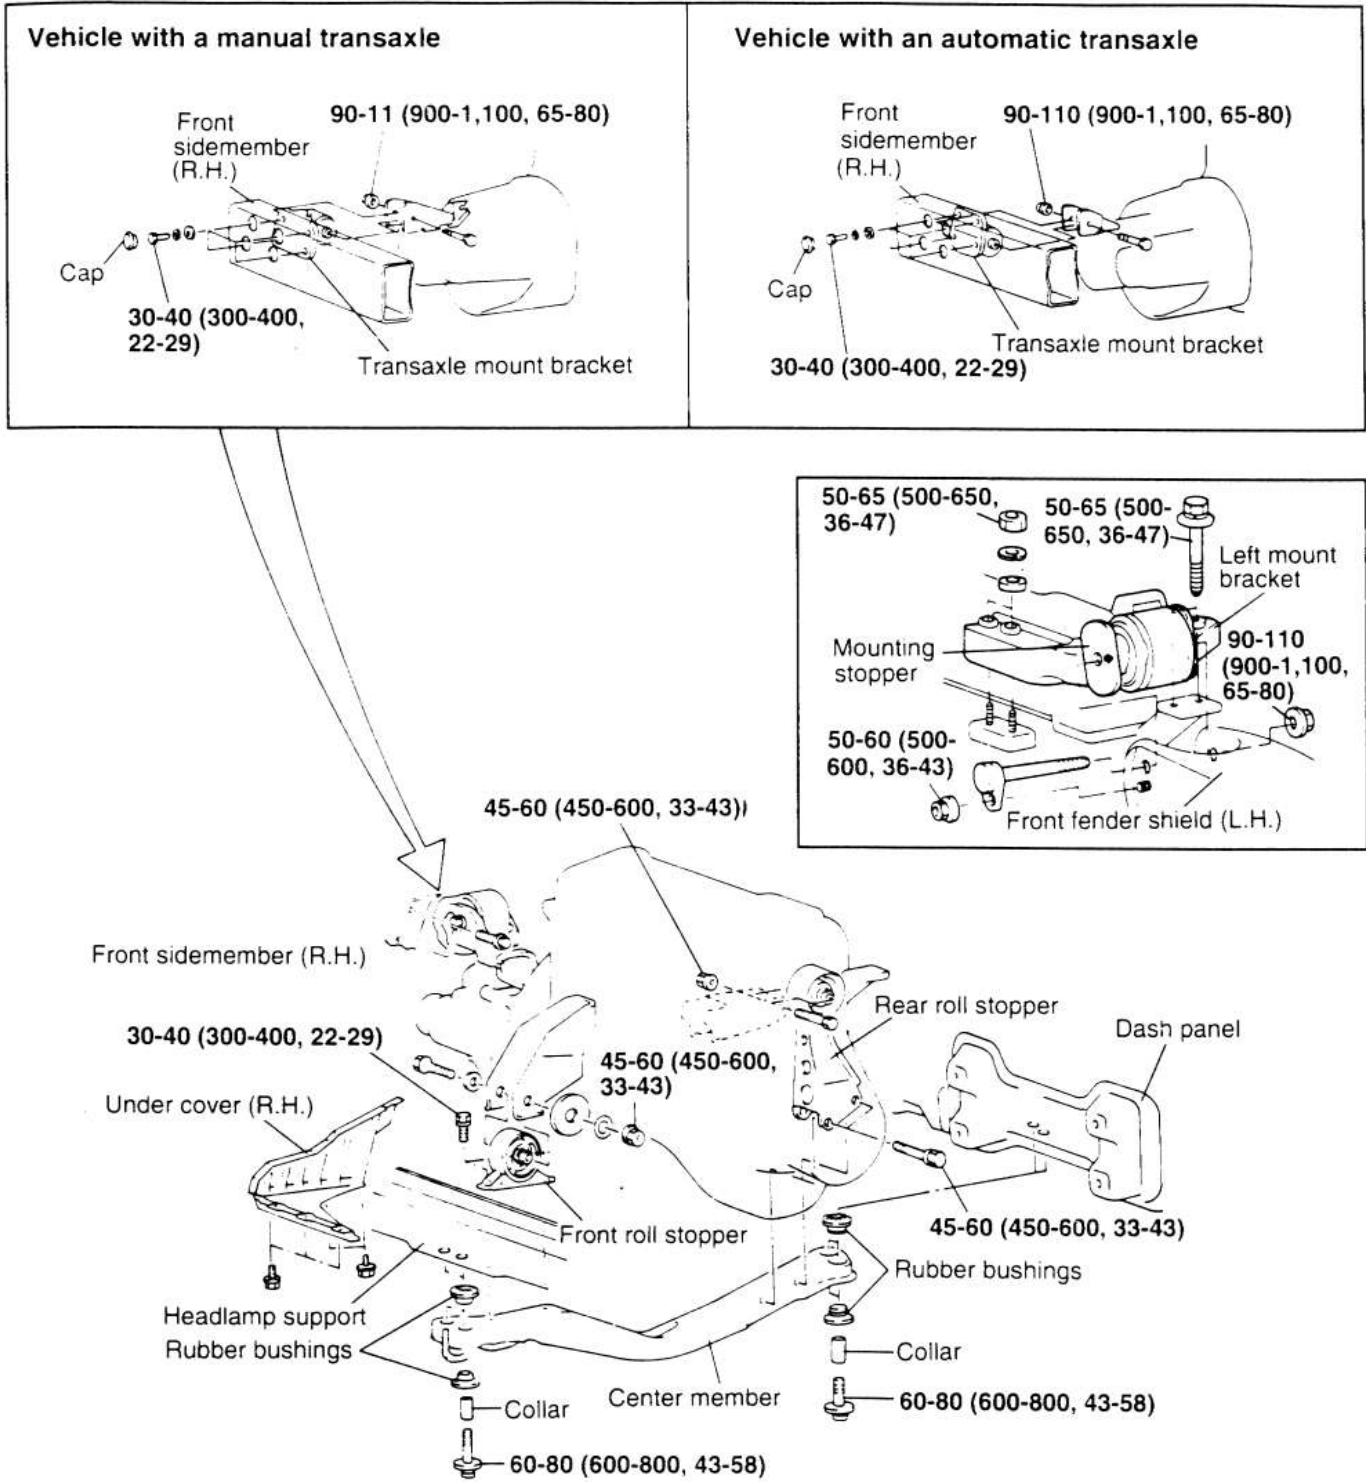 Vehicle with a manual transaxle
90-11 (900-1,100, 65-80)
Front
sidemember
(R.H.)
Cap
30-40 (300-400,
22-29)
Transaxle mount bracket
Vehicle with an automatic transaxle
Front
sidemember
(R.H.)
90-110 (900-1,100, 65-80)
Cap
Transaxle mount bracket
30-40 (300-400, 22-29)
50-65 (500-650,
36-47)
50-65 (500-
650, 36-47)
Left mount
bracket
Mounting
stopper
90-110
(900-1,100,
65-80)
50-60 (500-
600, 36-43)
Front fender shield (L.H.)
45-60 (450-600, 33-43))
Front sidemember (R.H.)
Rear roll stopper
Dash panel
30-40 (300-400, 22-29)
45-60 (450-600,
33-43)
Under cover (R.H.)
Front roll stopper
45-60 (450-600, 33-43)
Rubber bushings
Headlamp support
Rubber bushings
Collar
Center member
60-80 (600-800, 43-58)
Collar
60-80 (600-800, 43-58)